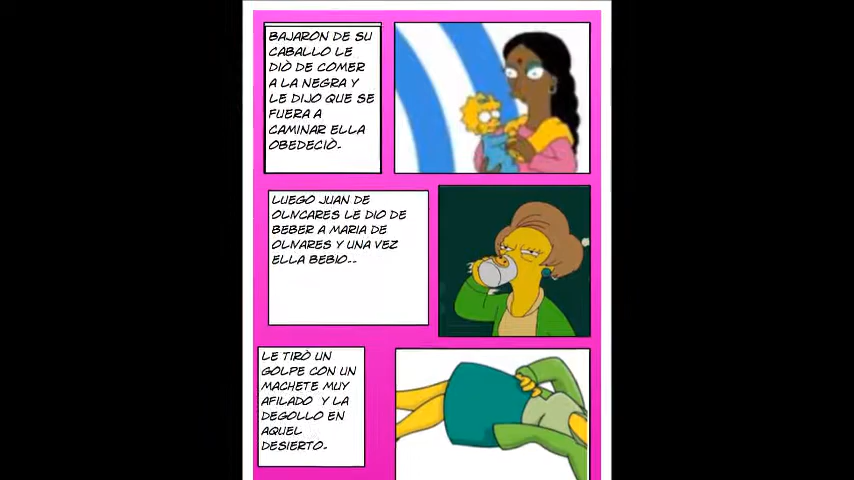 BAJARON DE SU
CABALLO LE
DIÒ DE COMER
A LA NEGRA Y
LE DIJO QUE SE
FUERA A
CAMINAR ELLA
OBEDECIÒ.
LUEGO JUAN DE
OLIVCARES LE DIO DE
BEBER A MARIA DE
OLIVARES Y UNA VEZ
ELLA BEBIO..
LE TIRÒ UN
GOLPE CON UN
MACHETE MUY
AFILADO Y LA
DEGOLLO EN
AQUEL
DESIERTO.